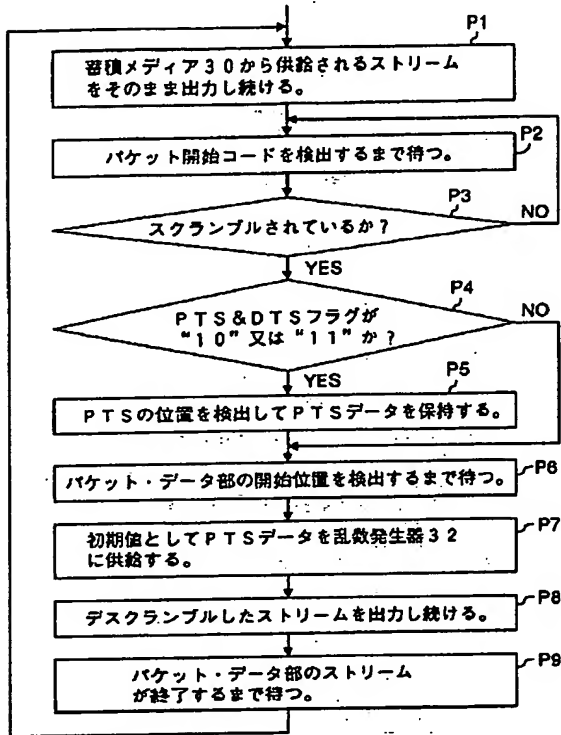 P1
蓄積メディア30から供給されるストリーム
をそのまま出力し続ける。
P2
パケット開始コードを検出するまで待つ。
P3
スクランブルされているか?
NO
YES
P4
PTS&DTSフラグが
“10”又は“11”か?
NO
YES
P5
PTSの位置を検出してPTSデータを保持する。
P6
パケット・データ部の開始位置を検出するまで待つ。
P7
初期値としてPTSデータを乱数発生器32
に供給する。
P8
デスクランブルしたストリームを出力し続ける。
P9
パケット・データ部のストリーム
が終了するまで待つ。